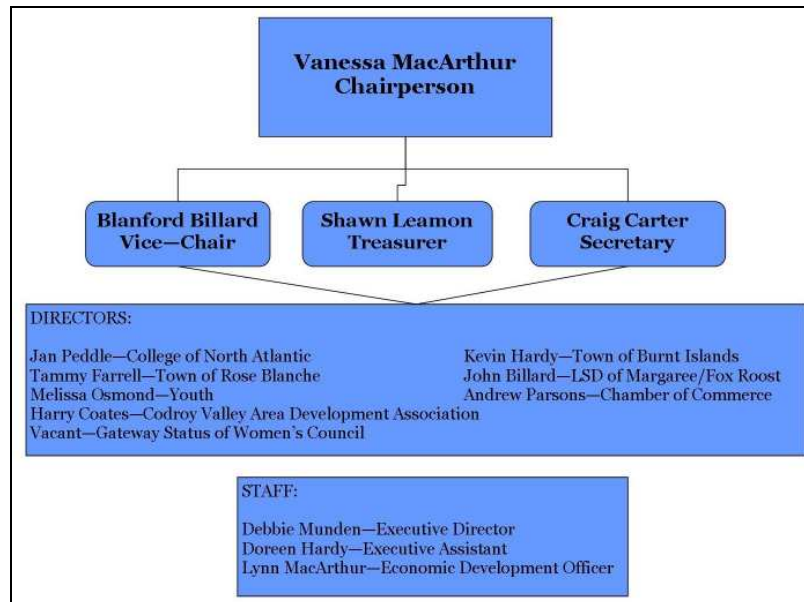 Vanessa MacArthur
Chairperson
Blanford Billard
Vice—Chair
Shawn Leamon
Treasurer
Craig Carter
Secretary
DIRECTORS:
Jan Peddle—College of North Atlantic
Tammy Farrell—Town of Rose Blanche
Melissa Osmond—Youth
Harry Coates—Codroy Valley Area Development Association
Vacant—Gateway Status of Women's Council
Kevin Hardy—Town of Burnt Islands
John Billard—LSD of Margaree/Fox Roost
Andrew Parsons—Chamber of Commerce
STAFF:
Debbie Munden—Executive Director
Doreen Hardy—Executive Assistant
Lynn MacArthur—Economic Development Officer